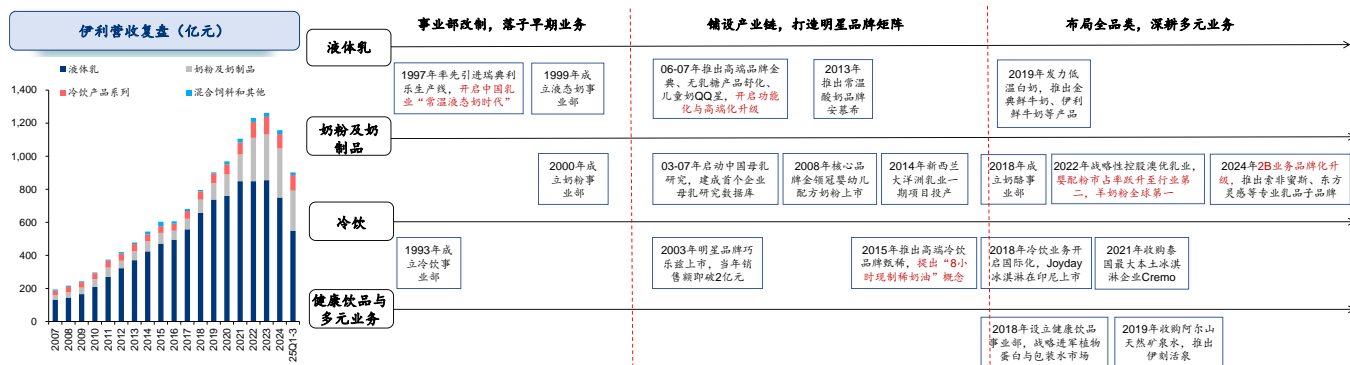 伊利营收复盘（亿元）
液体乳
奶粉及奶制品
冷饮产品系列
混合饲料和其他
1,400
1,200
1,000
800
600
400
200
0
2007
2008
2009
2010
2011
2012
2013
2014
2015
2016
2017
2018
2019
2020
2021
2022
2023
2024
25Q1-3
事业部改制，落子早期业务
铺设产业链，打造明星品牌矩阵
布局全品类，深耕多元业务
液体乳
1997年率先引进瑞典利
乐生产线，开启中国乳
业“常温液态奶时代”
1999年成
立液态奶事
业部
06-07年推出高端品牌金
典、无乳糖产品舒化、
儿童奶QQ星，开启功能
化与高端化升级
2013年
推出常温
酸奶品牌
安慕希
2019年发力低
温白奶，推出金
典鲜牛奶、伊利
鲜牛奶等产品
奶粉及奶
制品
2000年成
立奶粉事
业部
03-07年启动中国母乳
研究，建成首个企业
母乳研究数据库
2008年核心品
牌金领冠婴幼儿
配方奶粉上市
2014年新西兰
大洋洲乳业一
期项目投产
2018年成
立奶酪事
业部
2022年战略性控股澳优乳业，
婴配粉市占率跃升至行业第
二，羊奶粉全球第一
2024年2B业务品牌化升
级，推出索非蜜斯、东方
灵感等专业乳品子品牌
冷饮
1993年成
立冷饮事
业部
2003年明星品牌巧
乐兹上市，当年销
售额即破2亿元
2015年推出高端冷饮
品牌甄稀，提出“8小
时现制稀奶油”概念
2018年冷饮业务开
启国际化，Joyday
冰淇淋在印尼上市
2021年收购泰
国最大本土冰淇
淋企业Cremo
健康饮品与
多元业务
2018年设立健康饮品
事业部，战略进军植物
蛋白与包装水市场
2019年收购阿尔山
天然矿泉水，推出
伊刻活泉